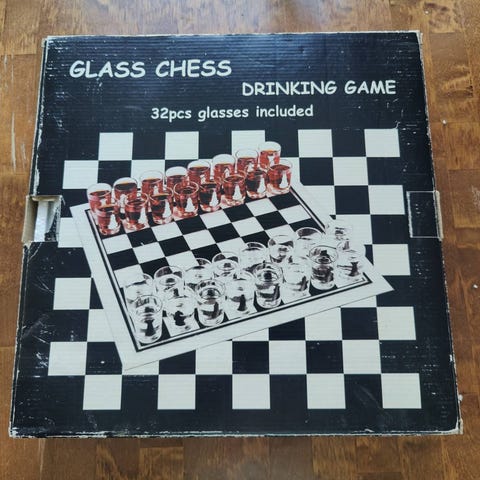 GLASS CHESS
DRINKING GAME
32pcs glasses included